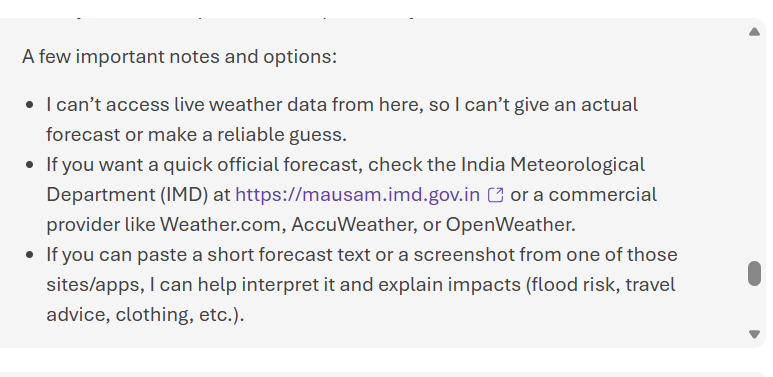 A few important notes and options:
I can’t access live weather data from here, so I can’t give an actual
forecast or make a reliable guess.
If you want a quick official forecast, check the India Meteorological
Department (IMD) at https://mausam.imd.gov.in or a commercial
provider like Weather.com, AccuWeather, or OpenWeather.
If you can paste a short forecast text or a screenshot from one of those
sites/apps, I can help interpret it and explain impacts (flood risk, travel
advice, clothing, etc.).